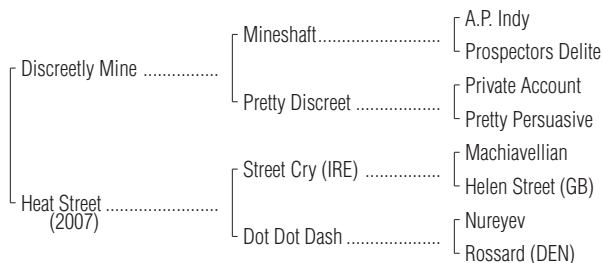 A.P. Indy
Mineshaft..........................
Prospectors Delite
Discreetly Mine ................
Private Account
Pretty Discreet ..................
Pretty Persuasive
Machiavellian
Street Cry (IRE) ................
Helen Street (GB)
Heat Street ........................
(2007)
Nureyev
Dot Dot Dash ....................
Rossard (DEN)